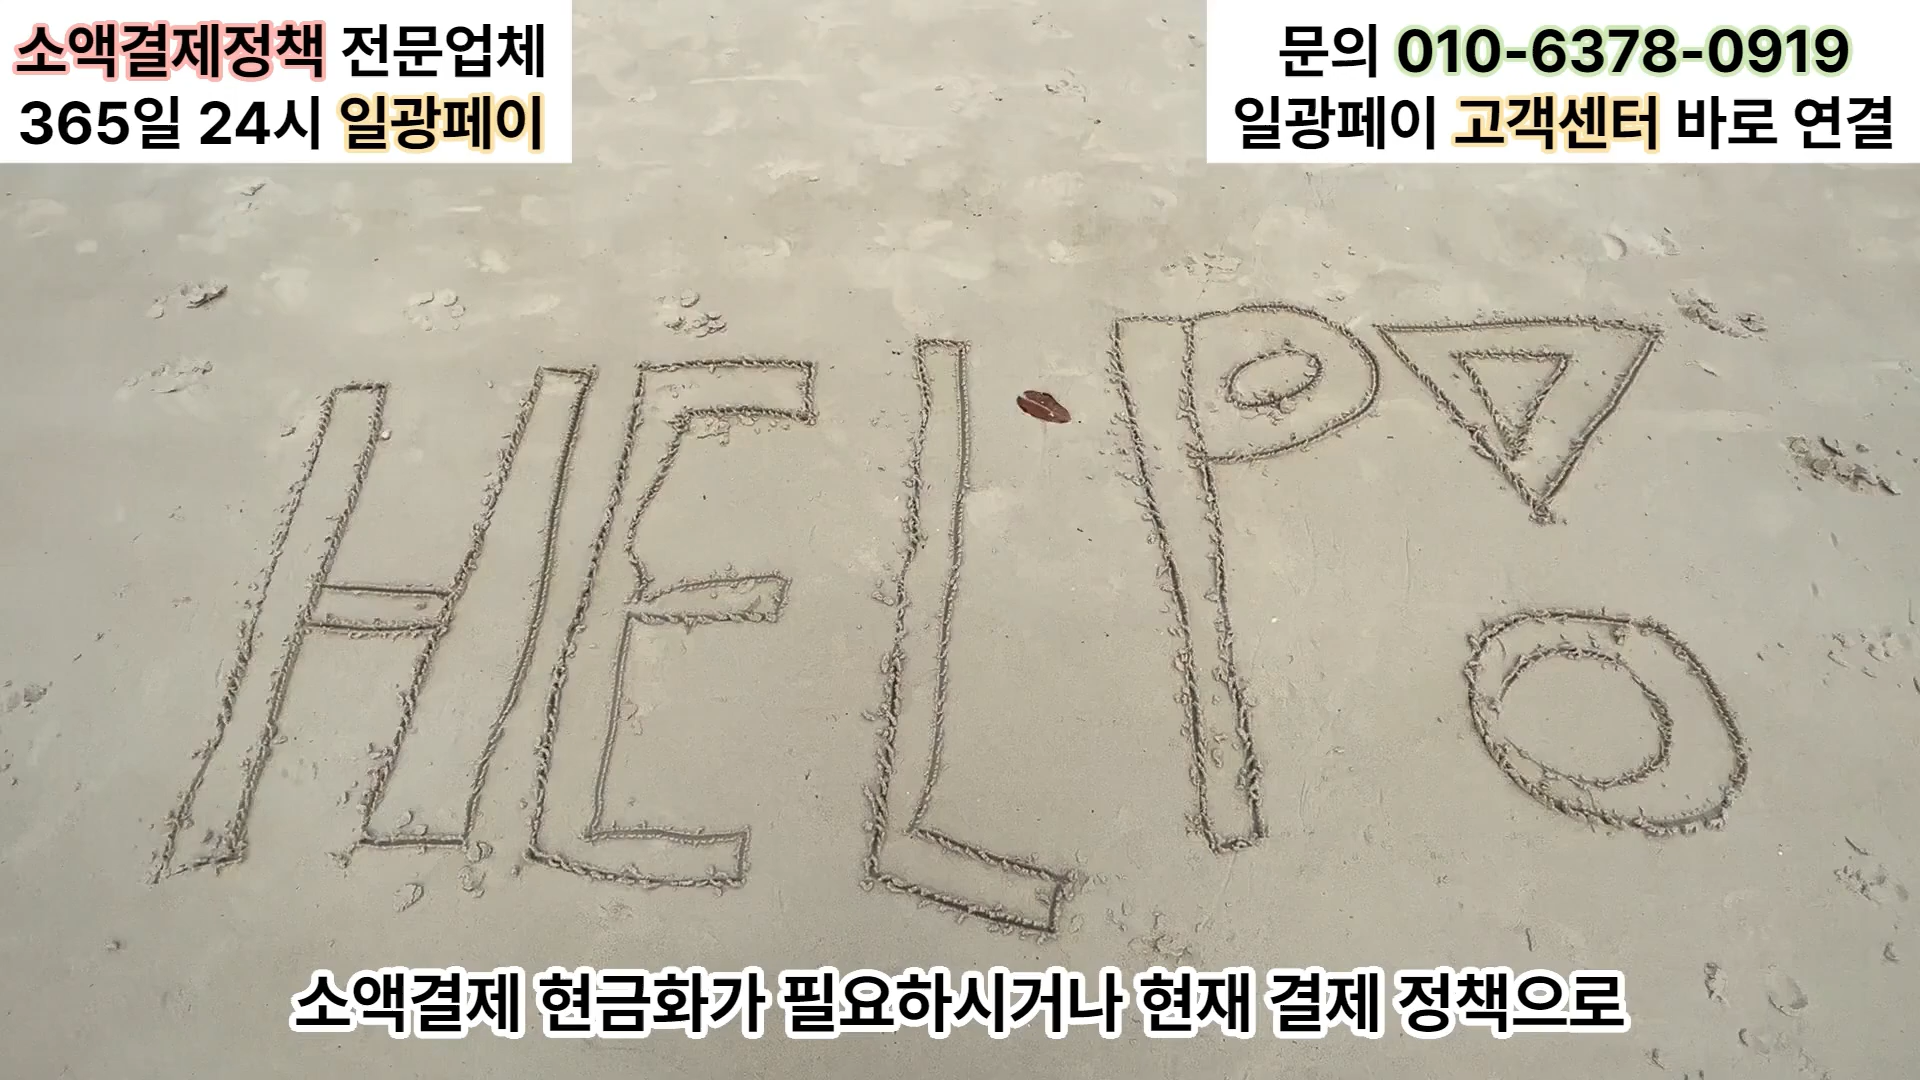 소액결제정책 전문업체
365일 24시 일광페이
문의 010-6378-0919
일광페이 고객센터 바로 연결
HELP!
소액결제 현금화가 필요하시거나 현재 결제 정책으로